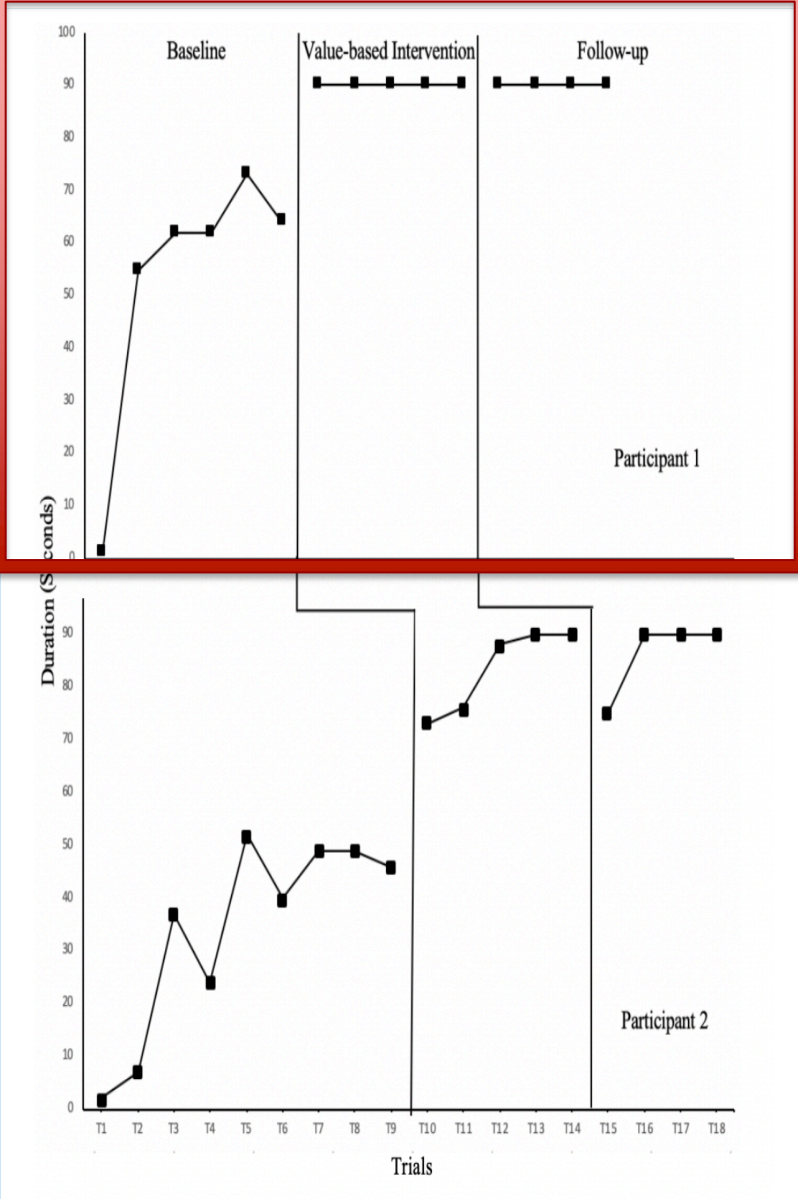 100
Baseline
Value-based Intervention
Follow-up
90
80
70
60
50
40
30
20
Participant 1
10
0
Duration (S conds)
90
80
70
60
50
40
30
20
Participant 2
10
0
T1 T2 T3 T4 T5 T6 T7 T8 T9 T10 T11 T12 T13 T14 T15 T16 T17 T18
Trials